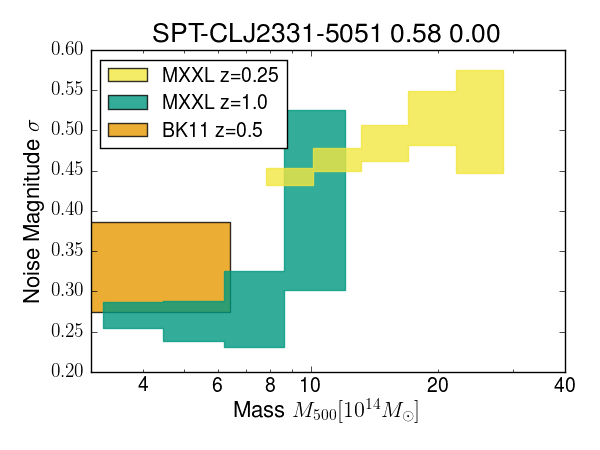 SPT-CLJ2331-5051 0.58 0.00
0.60
0.55
0.50
0.45
0.40
0.35
0.30
0.25
0.20
Noise Magnitude σ
MXXL z=0.25
MXXL z=1.0
BK11 z=0.5
4 6 8 10 20 40
Mass M₅₀₀[10¹⁴M☉]